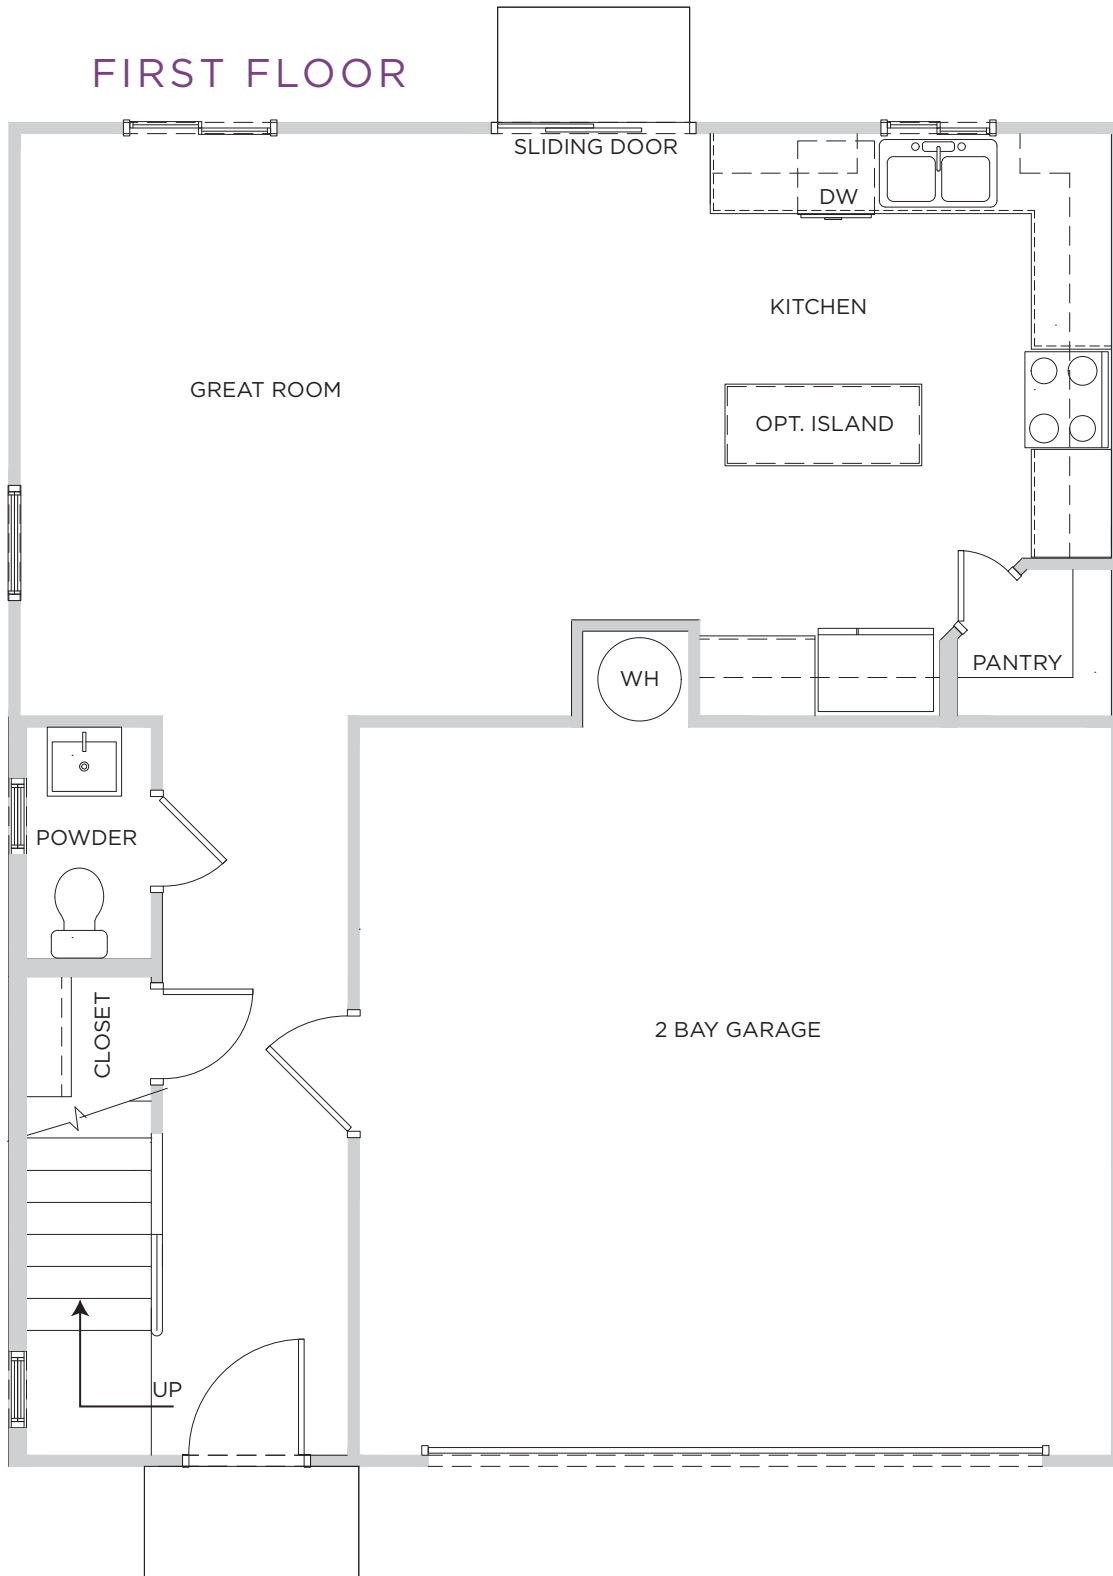 FIRST FLOOR
SLIDING DOOR
DW
KITCHEN
GREAT ROOM
OPT. ISLAND
PANTRY
WH
POWDER
CLOSET
2 BAY GARAGE
UP